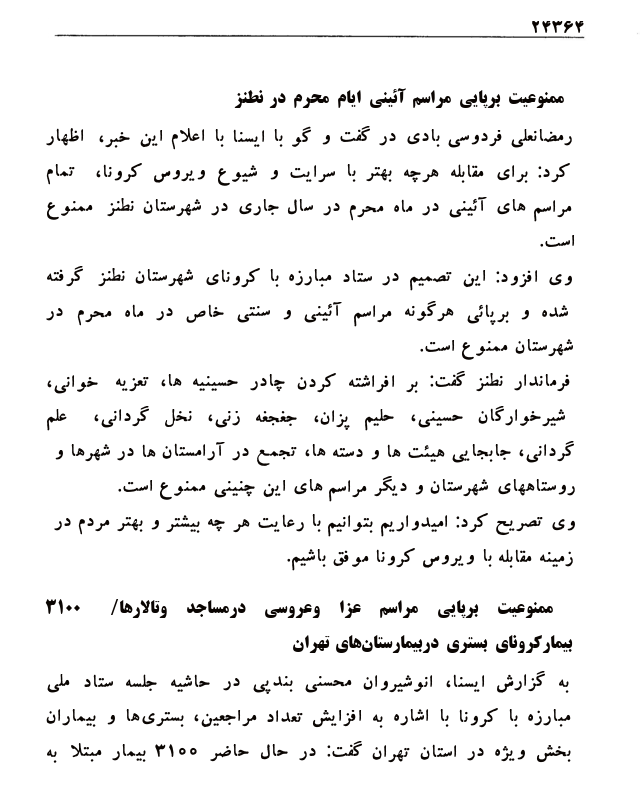 ۲۴۳۶۴
ممنوعیت برپایی مراسم آئینی ایام محرم در نطنز
رمضانعلی فردوسی بادی در گفت و گو با ایسنا با اعلام این خبر، اظهار
کرد: برای مقابله هرچه بهتر با سرایت و شیوع ویروس کرونا، تمام
مراسم های آئینی در ماه محرم در سال جاری در شهرستان نطنز ممنوع
است.
وی افزود: این تصمیم در ستاد مبارزه با کرونای شهرستان نطنز گرفته
شده و برپائی هرگونه مراسم آئینی و سنتی خاص در ماه محرم در
شهرستان ممنوع است.
فرماندار نطنز گفت: بر افراشته کردن چادر حسینیه ها، تعزیه خوانی،
شیرخوارگان حسینی، حلیم پزان، جغجغه زنی، نخل گردانی، علم
گردانی، جابجایی هیئت ها و دسته ها، تجمع در آرامستان ها در شهرها و
روستاههای شهرستان و دیگر مراسم های این چنینی ممنوع است.
وی تصریح کرد: امیدواریم بتوانیم با رعایت هر چه بیشتر و بهتر مردم در
زمینه مقابله با ویروس کرونا موفق باشیم.
ممنوعیت برپایی مراسم عزا وعروسی درمساجد وتالارها/ ۳۱۰۰
بیمارکرونای بستری دربیمارستان‌های تهران
به گزارش ایسنا، انوشیروان محسنی بندپی در حاشیه جلسه ستاد ملی
مبارزه با کرونا با اشاره به افزایش تعداد مراجعین، بستری‌ها و بیماران
بخش ویژه در استان تهران گفت: در حال حاضر ۳۱۰۰ بیمار مبتلا به